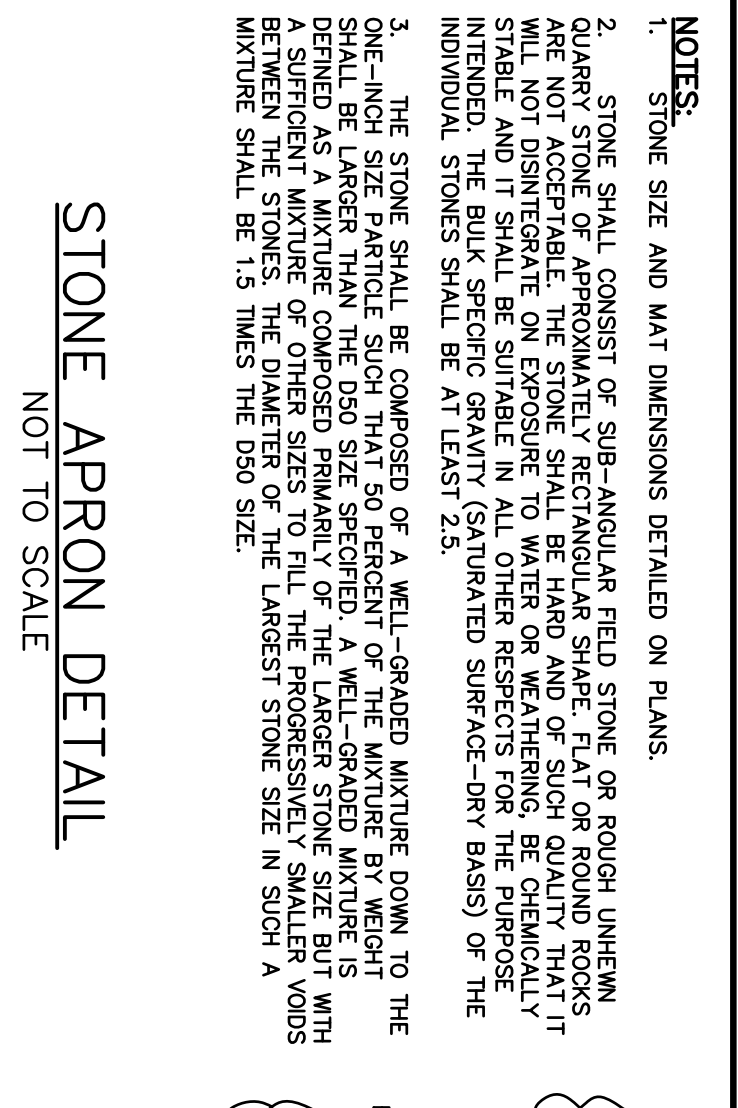 NOTES:
1. STONE SIZE AND MAT DIMENSIONS DETAILED ON PLANS.
2. STONE SHALL CONSIST OF SUB-ANGULAR FIELD STONE OR ROUGH UNHEWN
QUARRY STONE OF APPROXIMATELY RECTANGULAR SHAPE. FLAT OR ROUND ROCKS
ARE NOT ACCEPTABLE. THE STONE SHALL BE HARD AND OF SUCH QUALITY THAT IT
WILL NOT DISINTEGRATE ON EXPOSURE TO WATER OR WEATHERING, BE CHEMICALLY
STABLE AND IT SHALL BE SUITABLE IN ALL OTHER RESPECTS FOR THE PURPOSE
INTENDED. THE BULK SPECIFIC GRAVITY (SATURATED SURFACE-DRY BASIS) OF THE
INDIVIDUAL STONES SHALL BE AT LEAST 2.5.
3. THE STONE SHALL BE COMPOSED OF A WELL-GRADED MIXTURE DOWN TO THE
ONE-INCH SIZE PARTICLE SUCH THAT 50 PERCENT OF THE MIXTURE BY WEIGHT
SHALL BE LARGER THAN THE D50 SIZE SPECIFIED. A WELL-GRADED MIXTURE IS
DEFINED AS A MIXTURE COMPOSED PRIMARILY OF THE LARGER STONE SIZE BUT WITH
A SUFFICIENT MIXTURE OF OTHER SIZES TO FILL THE PROGRESSIVELY SMALLER VOIDS
BETWEEN THE STONES. THE DIAMETER OF THE LARGEST STONE SIZE IN SUCH A
MIXTURE SHALL BE 1.5 TIMES THE D50 SIZE.
STONE APRON DETAIL
NOT TO SCALE